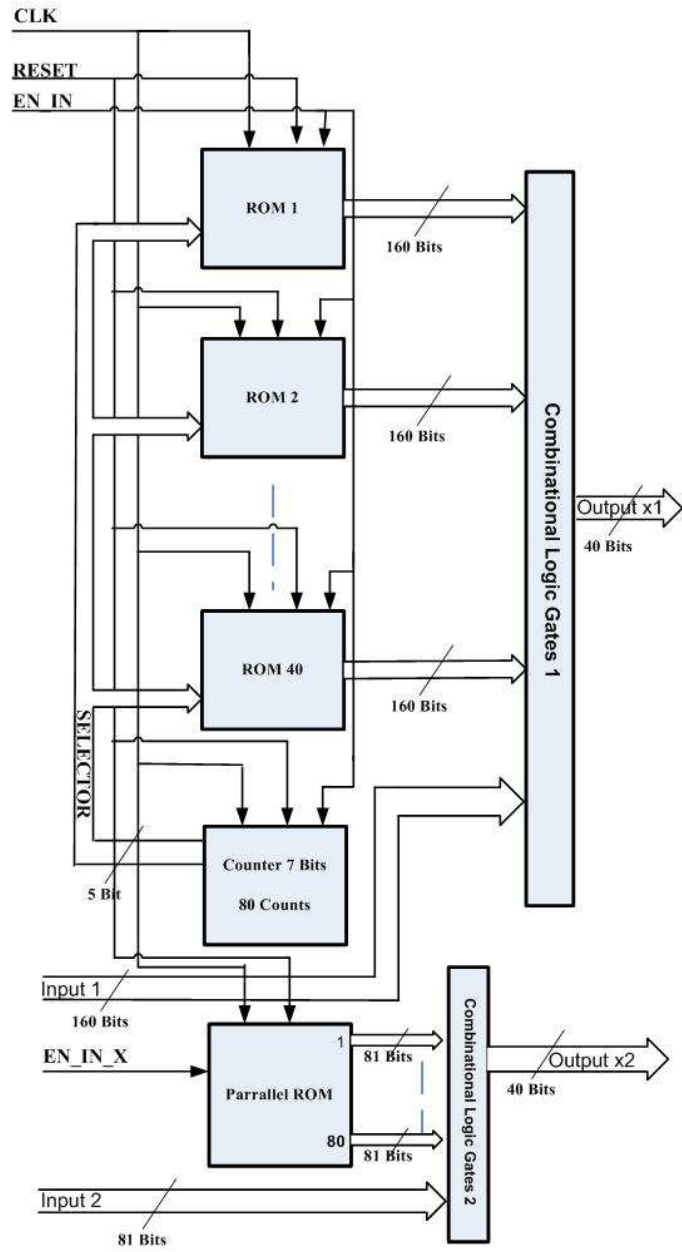 CLK
RESET
EN_IN
ROM 1
160 Bits
ROM 2
160 Bits
Combinational Logic Gates 1
Output x1
40 Bits
ROM 40
160 Bits
SELECTOR
Counter 7 Bits
80 Counts
5 Bit
Input 1
160 Bits
EN_IN_X
Parrallel ROM
1
81 Bits
80
81 Bits
Combinational Logic Gates 2
Output x2
40 Bits
Input 2
81 Bits